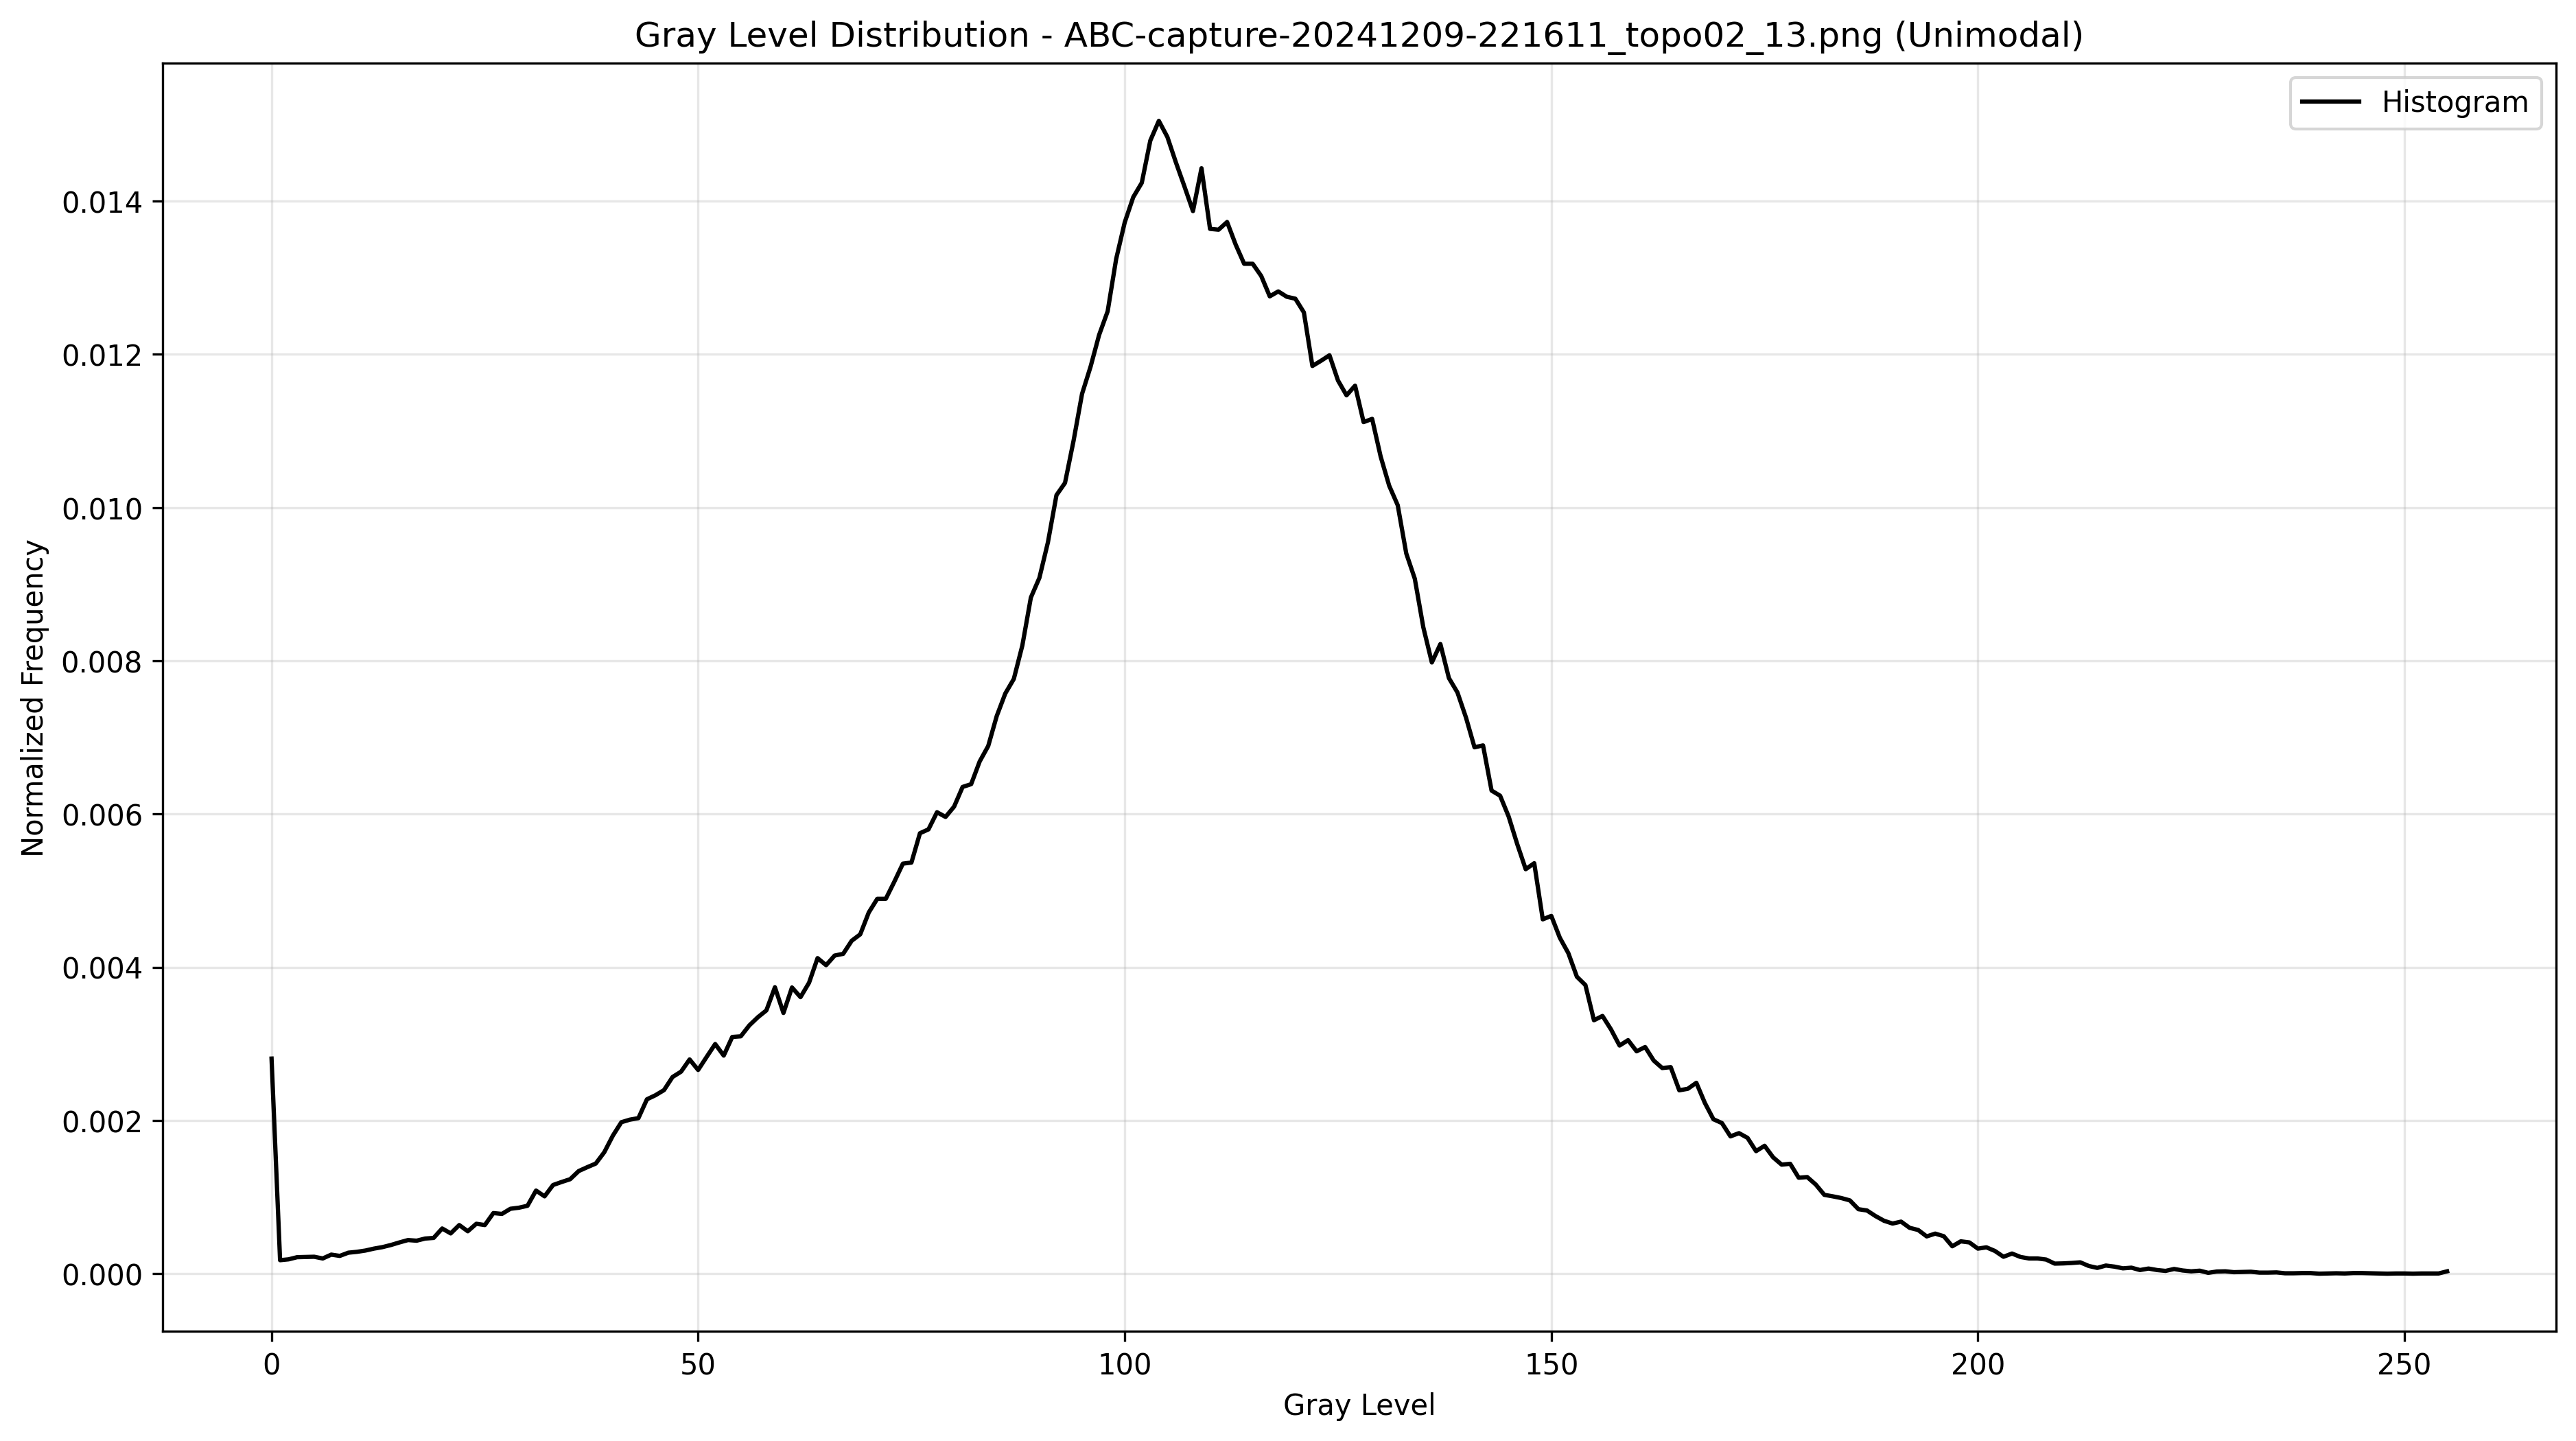 Gray Level Distribution - ABC-capture-20241209-221611_topo02_13.png (Unimodal)
Histogram
0.014
0.012
0.010
0.008
0.006
0.004
0.002
0.000
Normalized Frequency
0 50 100 150 200 250
Gray Level